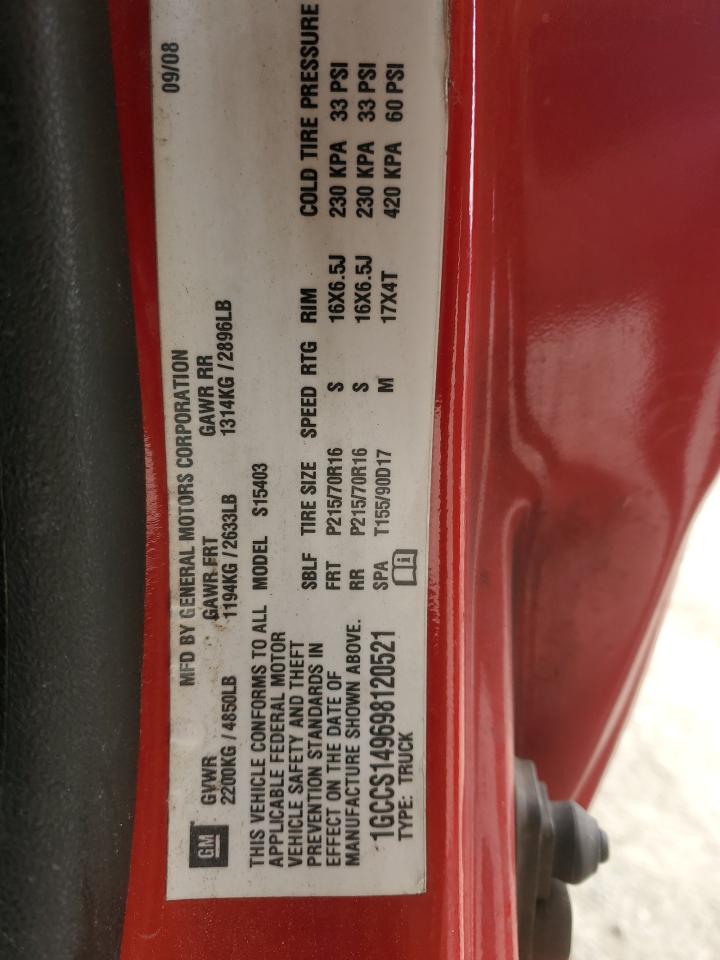 MFD BY GENERAL MOTORS CORPORATION 09/08
GM
GVWR GAWR FRT GAWR RR
2200KG / 4850LB 1194KG / 2633LB 1314KG / 2896LB
THIS VEHICLE CONFORMS TO ALL MODEL S15403
APPLICABLE FEDERAL MOTOR
VEHICLE SAFETY AND THEFT
PREVENTION STANDARDS IN
EFFECT ON THE DATE OF
MANUFACTURE SHOWN ABOVE.
SBLF TIRE SIZE SPEED RTG RIM COLD TIRE PRESSURE
FRT P215/70R16 S 16X6.5J 230 KPA 33 PSI
RR P215/70R16 S 16X6.5J 230 KPA 33 PSI
SPA T155/90D17 M 17X4T 420 KPA 60 PSI
1GCCS149698120521
TYPE: TRUCK